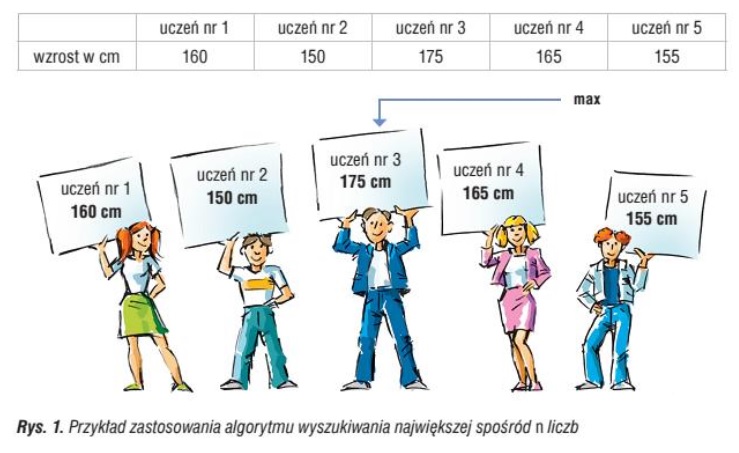 uczeń nr 1 uczeń nr 2 uczeń nr 3 uczeń nr 4 uczeń nr 5
wzrost w cm 160 150 175 165 155
max
uczeń nr 1
160 cm
uczeń nr 2
150 cm
uczeń nr 3
175 cm
uczeń nr 4
165 cm
uczeń nr 5
155 cm
Rys. 1. Przykład zastosowania algorytmu wyszukiwania największej spośród n liczb